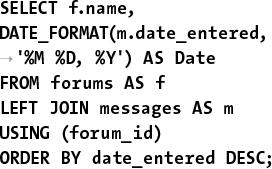 SELECT f.name,
DATE_FORMAT(m.date_entered,
→'%M %D, %Y') AS Date
FROM forums AS f
LEFT JOIN messages AS m
USING (forum_id)
ORDER BY date_entered DESC;